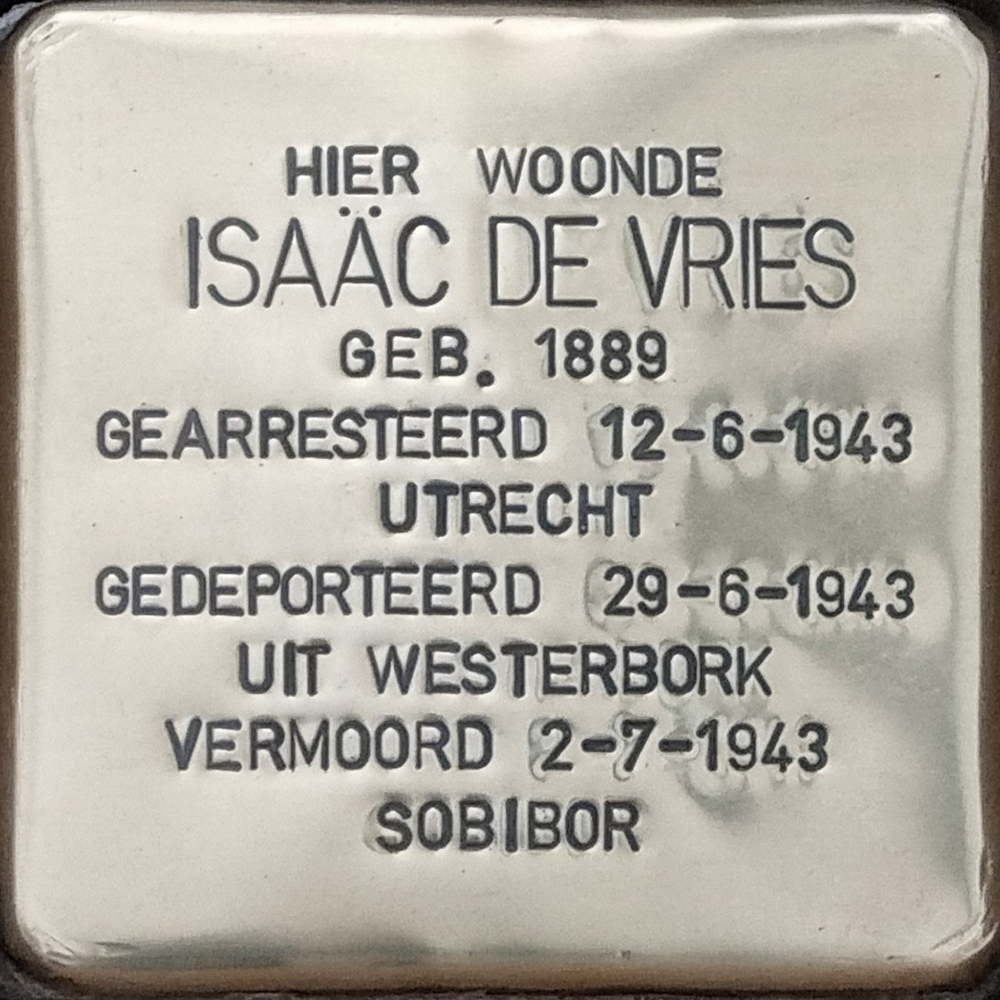 HIER WOONDE
ISAÄC DE VRIES
GEB. 1889
GEARRESTEERD 12-6-1943
UTRECHT
GEDEPORTEERD 29-6-1943
UIT WESTERBORK
VERMOORD 2-7-1943
SOBIBOR